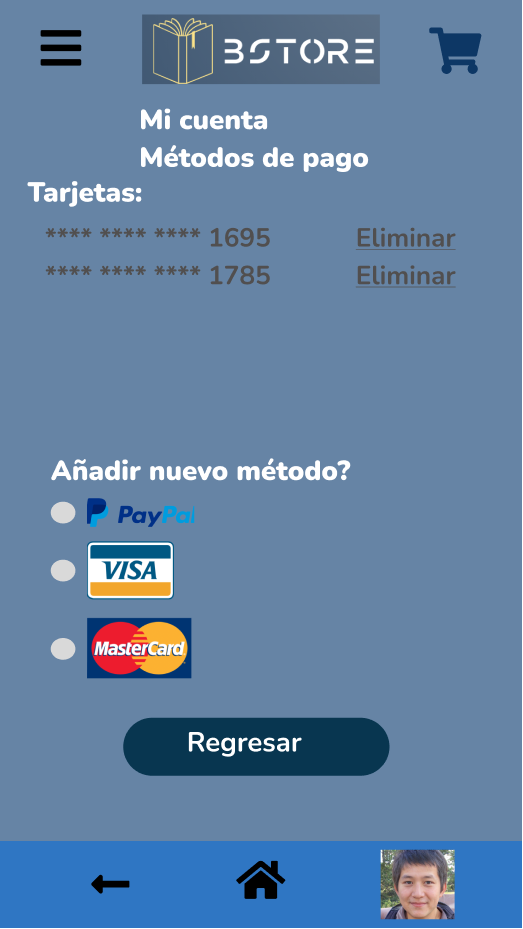 BSTORE
Mi cuenta
Métodos de pago
Tarjetas:
**** **** **** 1695 Eliminar
**** **** **** 1785 Eliminar
Añadir nuevo método?
PayPal
VISA
MasterCard
Regresar